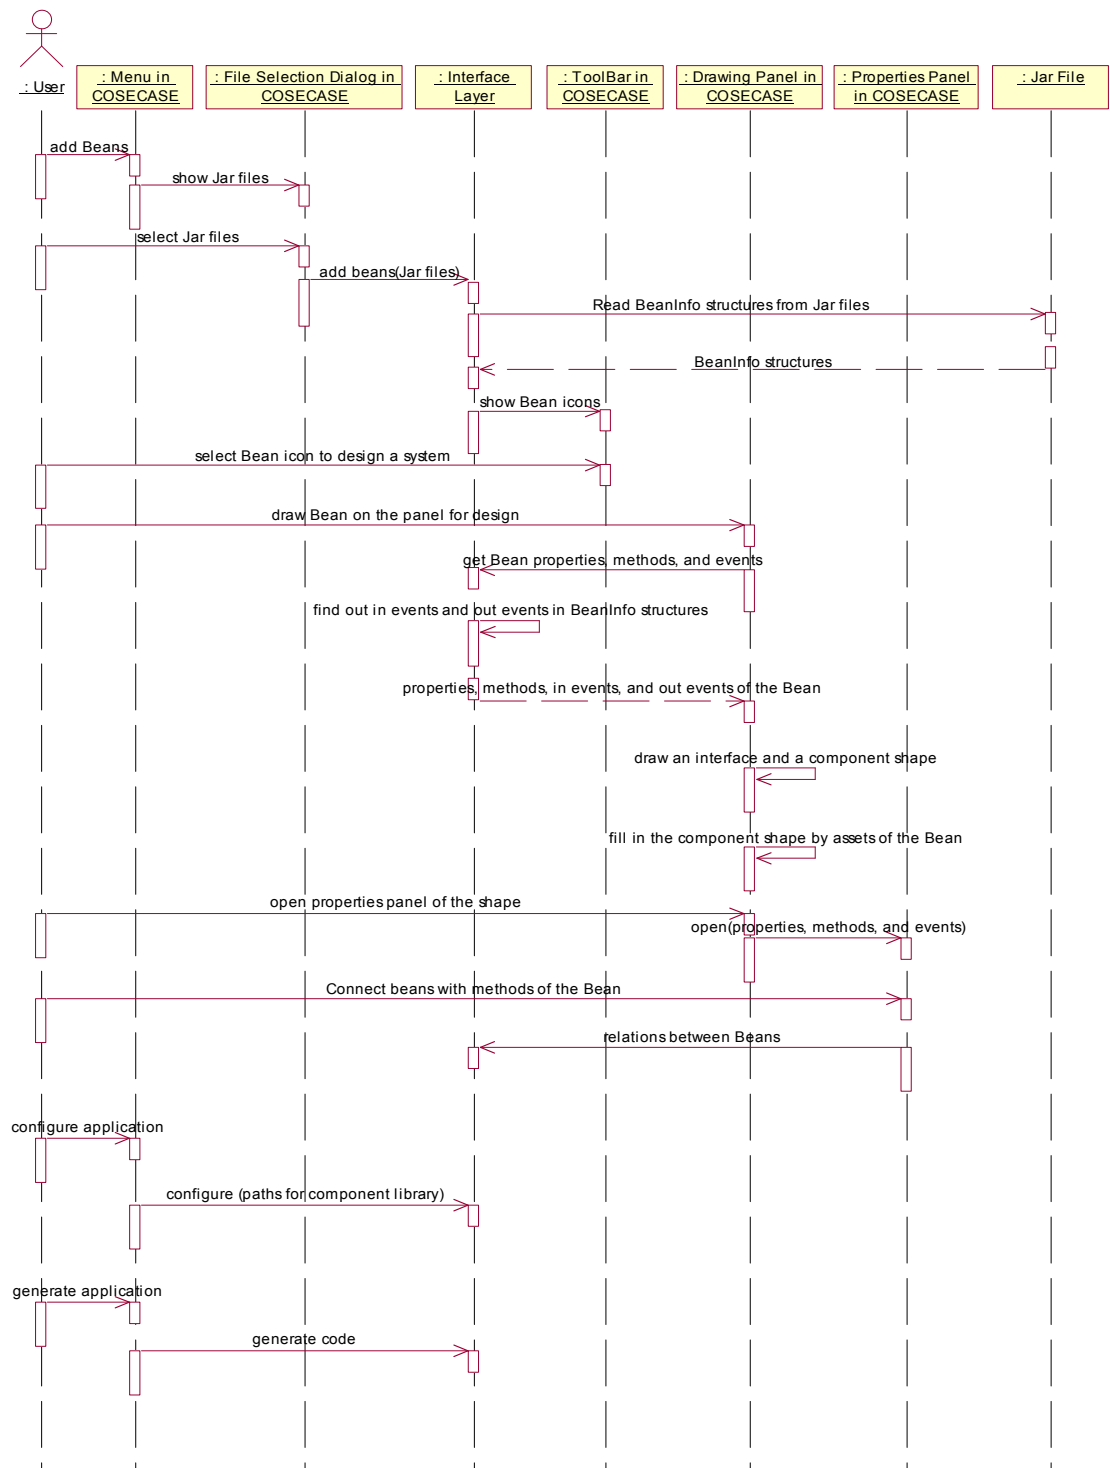 : User
: Menu in
COSECASE
: File Selection Dialog in
COSECASE
: Interface
Layer
: ToolBar in
COSECASE
: Drawing Panel in
COSECASE
: Properties Panel
in COSECASE
: Jar File
add Beans
show Jar files
select Jar files
add beans(Jar files)
Read BeanInfo structures from Jar files
BeanInfo structures
show Bean icons
select Bean icon to design a system
draw Bean on the panel for design
get Bean properties, methods, and events
find out in events and out events in BeanInfo structures
properties, methods, in events, and out events of the Bean
draw an interface and a component shape
fill in the component shape by assets of the Bean
open properties panel of the shape
open(properties, methods, and events)
Connect beans with methods of the Bean
relations between Beans
configure application
configure (paths for component library)
generate application
generate code